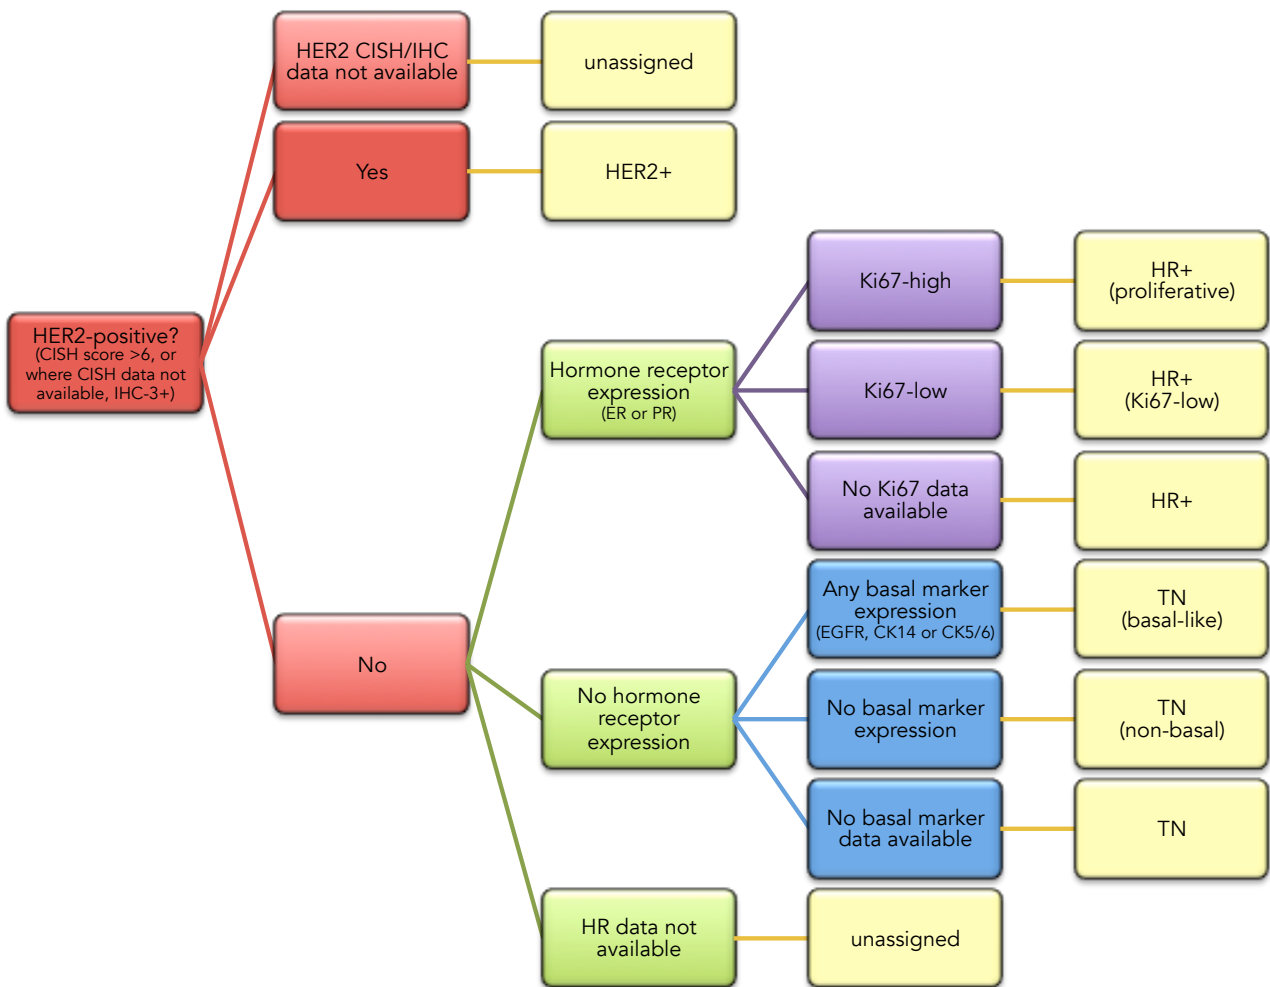 HER2 CISH/IHC
data not available
unassigned
Yes
HER2+
HER2-positive?
(CISH score >6, or
where CISH data not
available, IHC-3+)
No
Hormone receptor
expression
(ER or PR)
Ki67-high
HR+
(proliferative)
Ki67-low
HR+
(Ki67-low)
No Ki67 data
available
HR+
No hormone
receptor
expression
Any basal marker
expression
(EGFR, CK14 or CK5/6)
TN
(basal-like)
No basal marker
expression
TN
(non-basal)
No basal marker
data available
TN
HR data not
available
unassigned